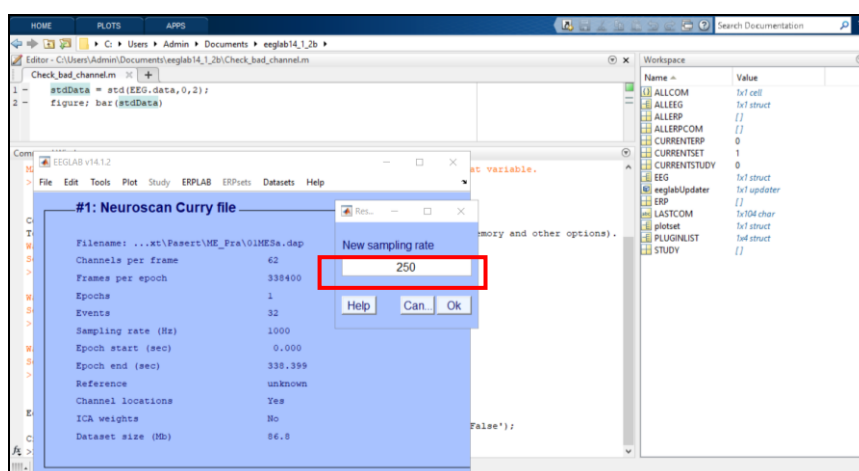 HOME PLOTS APPS
Search Documentation
C: Users Admin Documents eeglab14_1_2b
Editor - C:\Users\Admin\Documents\eeglab14_1_2b\Check_bad_channel.m
Check_bad_channel.m
1 - stdData = std(EEG.data,0,2);
2 - figure; bar(stdData)
Workspace
Name Value
ALLCOM 1x1 cell
ALLEEG 1x1 struct
ALLERP []
ALLERPCOM []
CURRENTERP 0
CURRENTSET 1
CURRENTSTUDY 0
EEG 1x1 struct
eeglabUpdater 1x1 updater
ERP []
LASTCOM 1x104 char
plotset 1x1 struct
PLUGINLIST 1x4 struct
STUDY []
at variable.
emory and other options).
False');
fx >>
EEGLAB v14.1.2
File Edit Tools Plot Study ERPLAB ERPsets Datasets Help
#1: Neuroscan Curry file
Filename: ...xt\Pasert\ME_Pra\01MESa.dap
Channels per frame 62
Frames per epoch 338400
Epochs 1
Events 32
Sampling rate (Hz) 1000
Epoch start (sec) 0.000
Epoch end (sec) 338.399
Reference unknown
Channel locations Yes
ICA weights No
Dataset size (Mb) 86.8
Res...
New sampling rate
250
Help Can... Ok